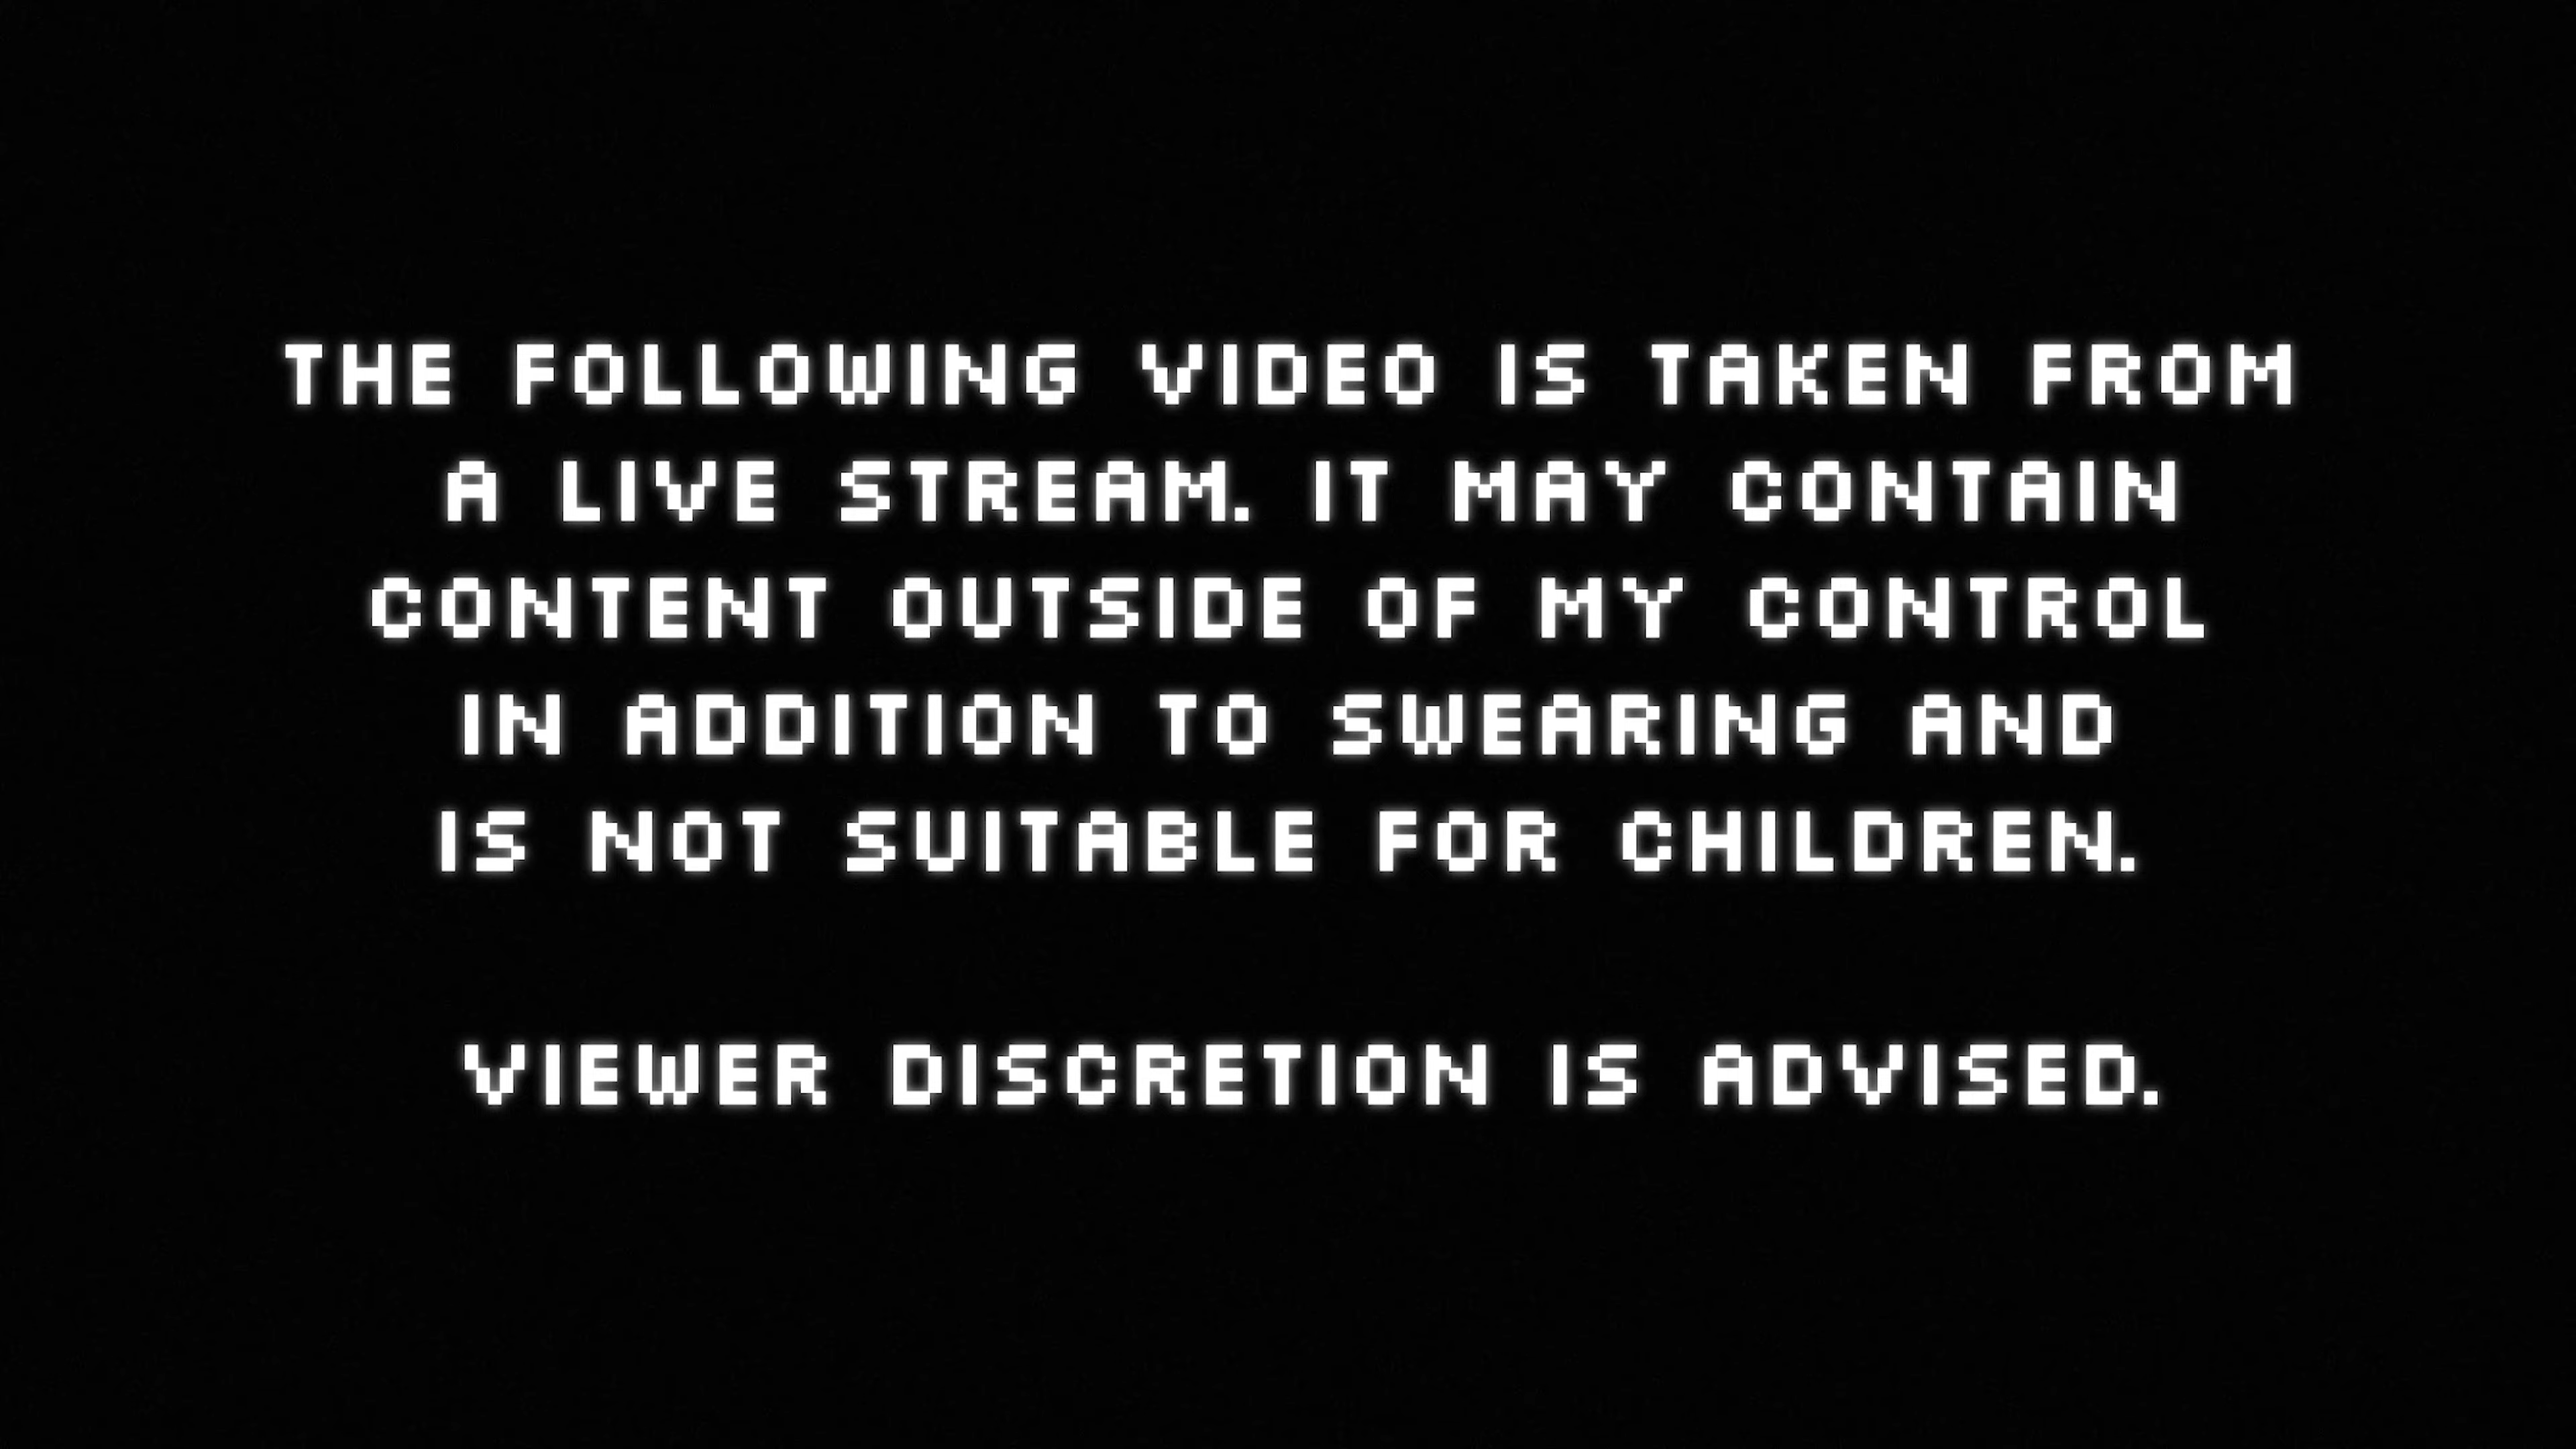 THE FOLLOWING VIDEO IS TAKEN FROM
A LIVE STREAM. IT MAY CONTAIN
CONTENT OUTSIDE OF MY CONTROL
IN ADDITION TO SWEARING AND
IS NOT SUITABLE FOR CHILDREN.
VIEWER DISCRETION IS ADVISED.